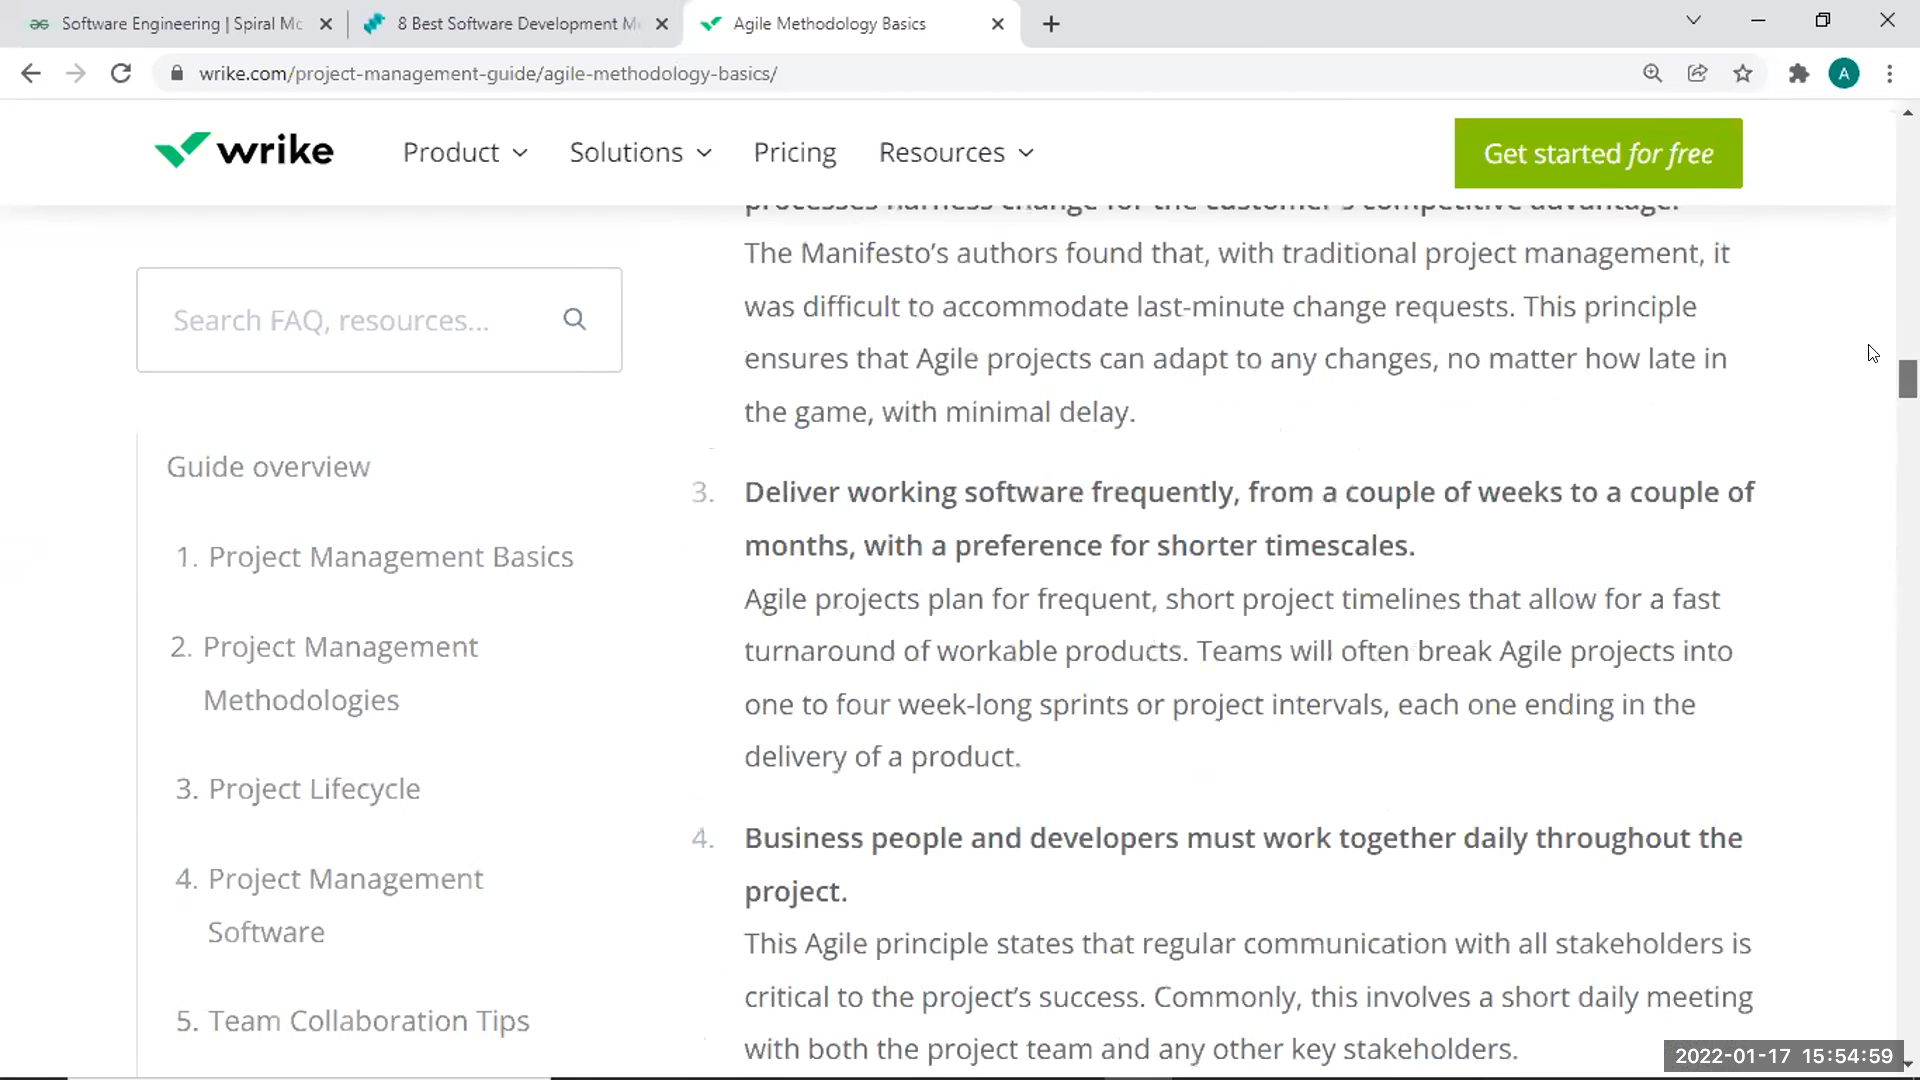 Software Engineering | Spiral Mo
8 Best Software Development M
Agile Methodology Basics
wrike.com/project-management-guide/agile-methodology-basics/
A
wrike
Product
Solutions
Pricing
Resources
Get started for free
Search FAQ, resources...
Guide overview
1. Project Management Basics
2. Project Management
Methodologies
3. Project Lifecycle
4. Project Management
Software
5. Team Collaboration Tips
processes harness change for the customer's competitive advantage.
The Manifesto’s authors found that, with traditional project management, it
was difficult to accommodate last-minute change requests. This principle
ensures that Agile projects can adapt to any changes, no matter how late in
the game, with minimal delay.
3. Deliver working software frequently, from a couple of weeks to a couple of
months, with a preference for shorter timescales.
Agile projects plan for frequent, short project timelines that allow for a fast
turnaround of workable products. Teams will often break Agile projects into
one to four week-long sprints or project intervals, each one ending in the
delivery of a product.
4. Business people and developers must work together daily throughout the
project.
This Agile principle states that regular communication with all stakeholders is
critical to the project’s success. Commonly, this involves a short daily meeting
with both the project team and any other key stakeholders.
2022-01-17 15:54:59